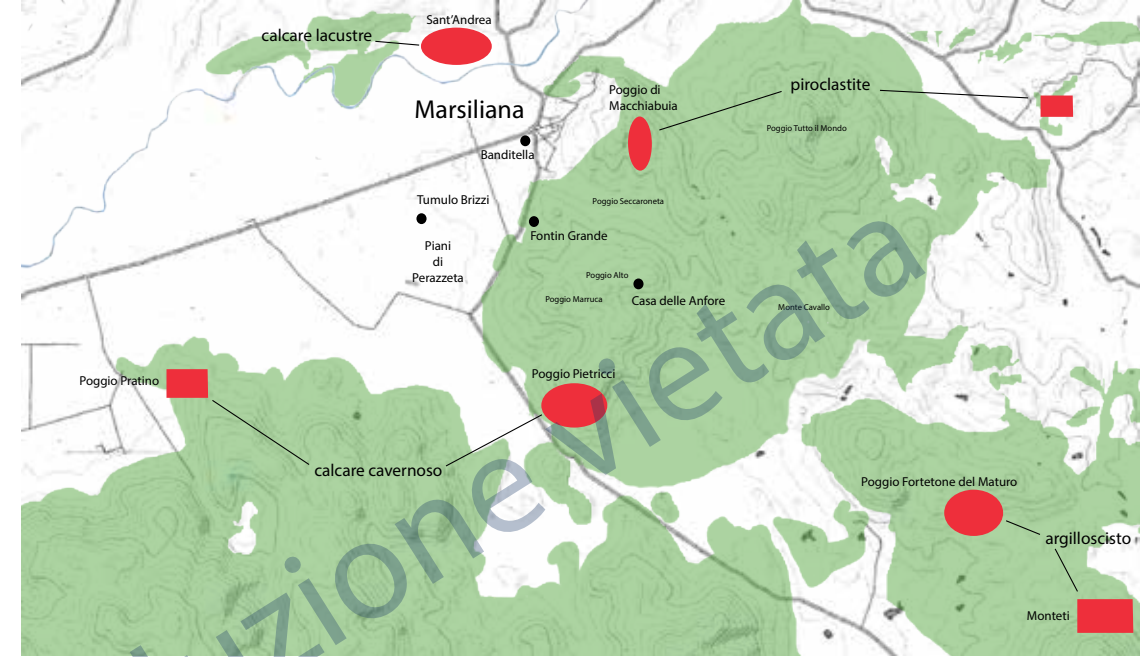 Sant'Andrea
calcare lacustre
Marsiliana
Poggio di
Macchiabuia
piroclastite
Poggio Tutto il Mondo
Banditella
Tumulo Brizzi
Poggio Seccaroneta
Fontin Grande
Piani
di
Perazzeta
Poggio Alto
Casa delle Anfore
Poggio Marruca
Monte Cavallo
Poggio Pratino
Poggio Pietricci
calcare cavernoso
Poggio Fortetone del Maturo
argilloscisto
Monteti
uzione vietata